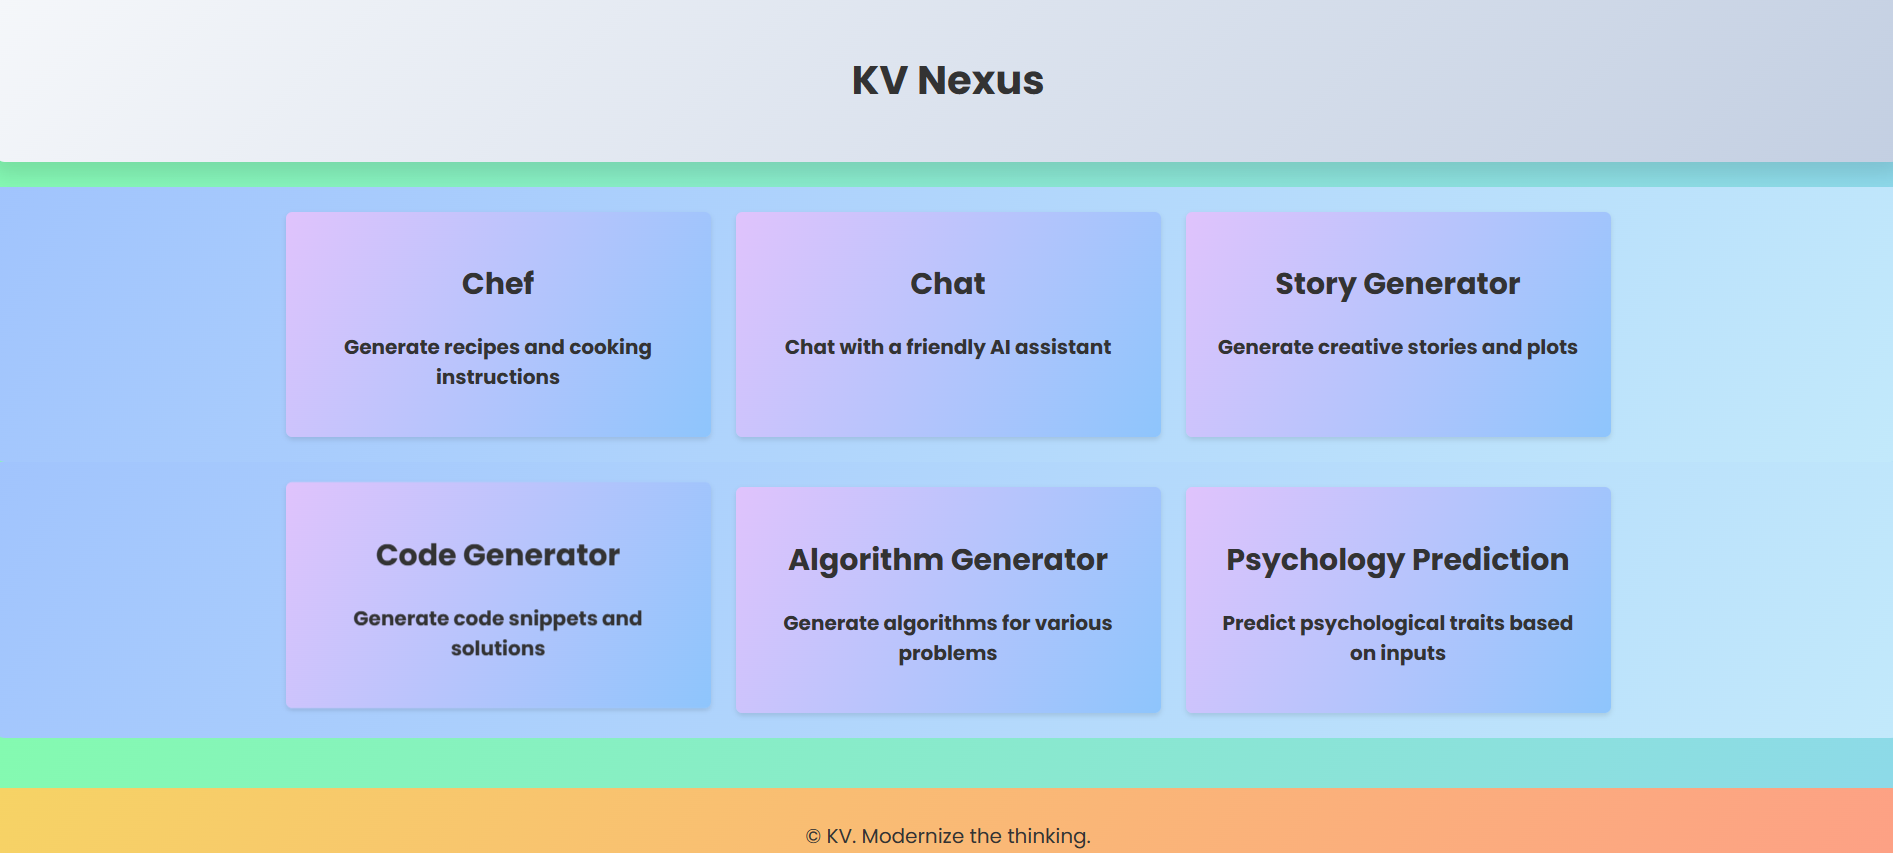 KV Nexus
Chef
Generate recipes and cooking
instructions
Chat
Chat with a friendly AI assistant
Story Generator
Generate creative stories and plots
Code Generator
Generate code snippets and
solutions
Algorithm Generator
Generate algorithms for various
problems
Psychology Prediction
Predict psychological traits based
on inputs
© KV. Modernize the thinking.